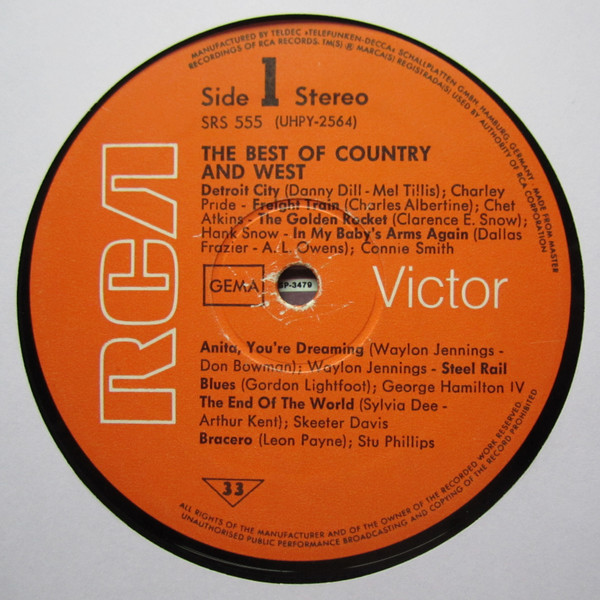 MANUFACTURED BY TELDEC »TELEFUNKEN-DECCA« SCHALLPLATTEN GMBH, HAMBURG, GERMANY · MADE FROM MASTER
RECORDINGS OF RCA RECORDS. TM(S) ® MARCA(S) REGISTRADA(S) USED BY AUTHORITY OF RCA CORPORATION
Side 1 Stereo
SRS 555 (UHPY-2564)
THE BEST OF COUNTRY
AND WEST
Detroit City (Danny Dill - Mel Tillis); Charley
Pride - Freight Train (Charles Albertine); Chet
Atkins - The Golden Rocket (Clarence E. Snow);
Hank Snow - In My Baby's Arms Again (Dallas
Frazier - A. L. Owens); Connie Smith
RCA
GEMA
SP-3479
Victor
Anita, You're Dreaming (Waylon Jennings -
Don Bowman); Waylon Jennings - Steel Rail
Blues (Gordon Lightfoot); George Hamilton IV
The End Of The World (Sylvia Dee -
Arthur Kent); Skeeter Davis
Bracero (Leon Payne); Stu Phillips
33
ALL RIGHTS OF THE MANUFACTURER AND OF THE OWNER OF THE RECORDED WORK RESERVED.
UNAUTHORISED PUBLIC PERFORMANCE BROADCASTING AND COPYING OF THE RECORD PROHIBITED